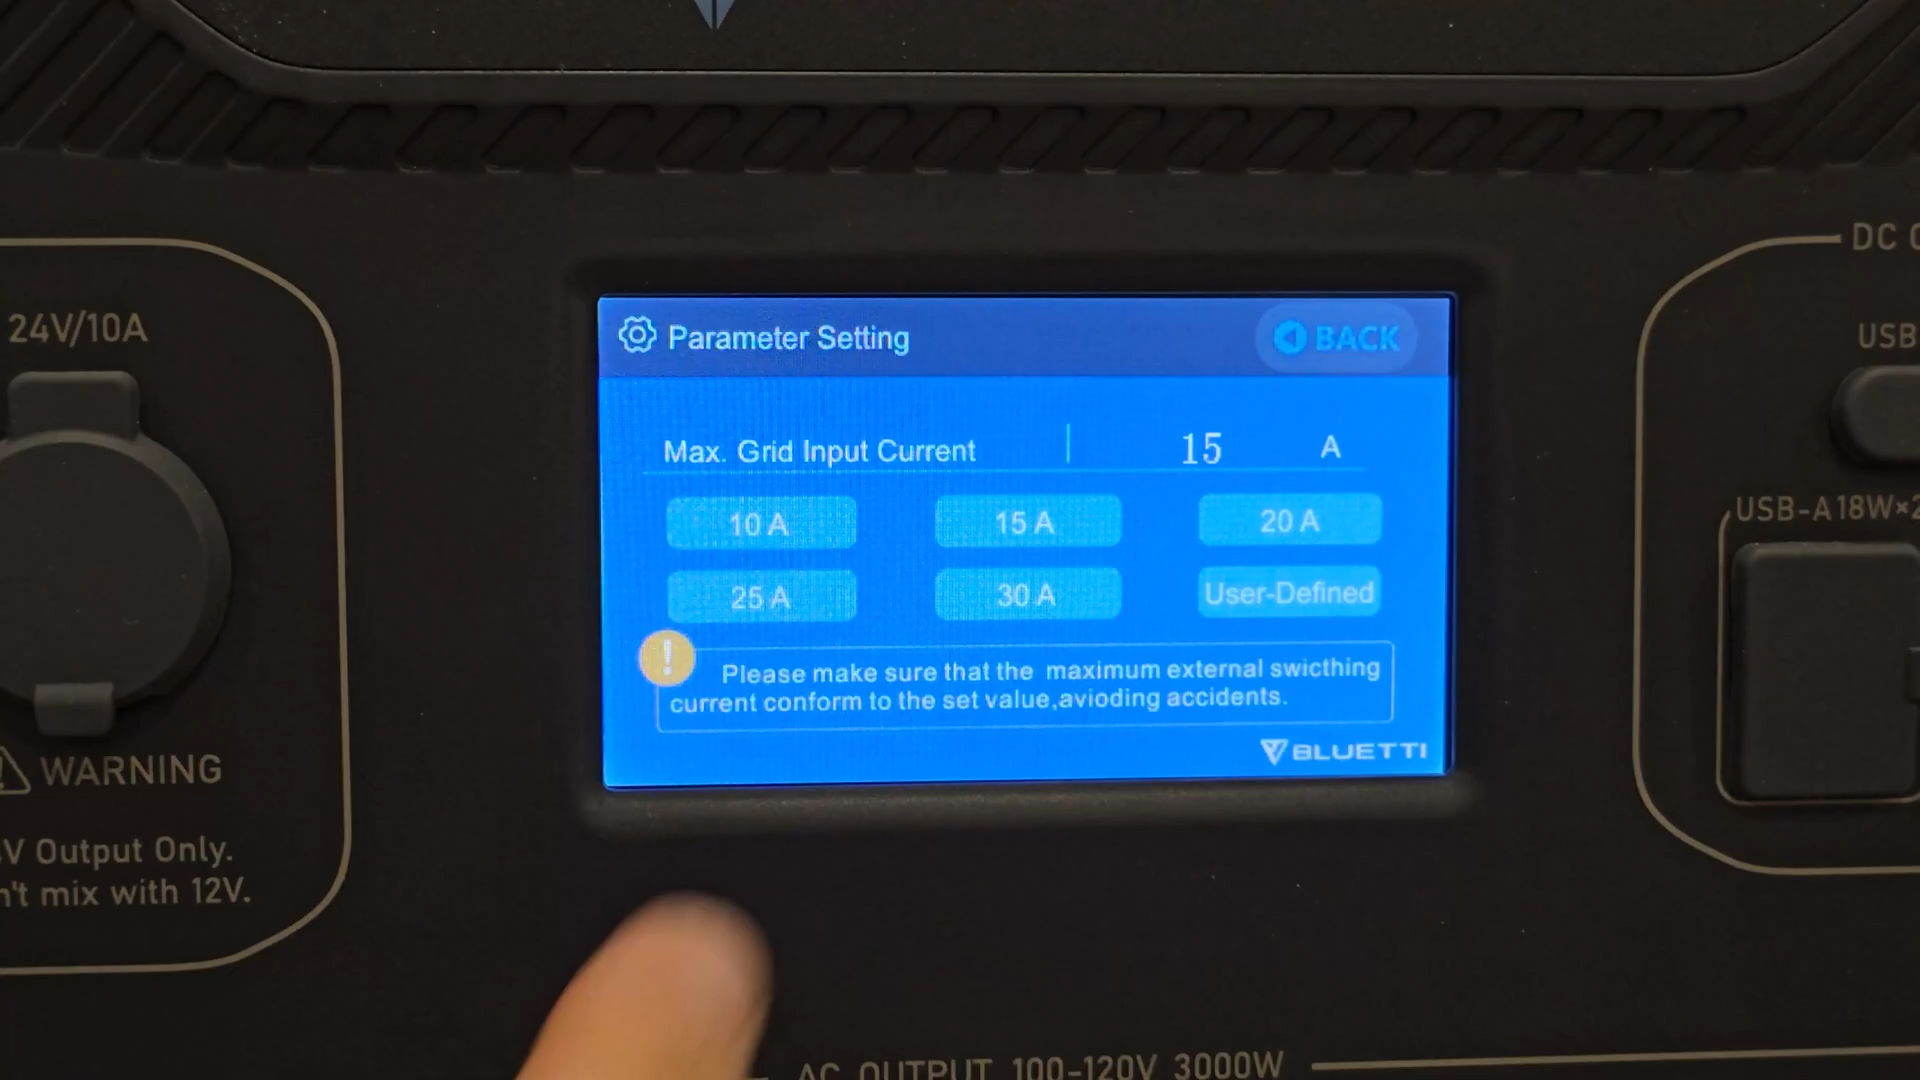 Parameter Setting
BACK
Max. Grid Input Current 15 A
10 A 15 A 20 A
25 A 30 A User-Defined
! Please make sure that the maximum external swicthing
current conform to the set value,avioding accidents.
BLUETTI
24V/10A
WARNING
V Output Only.
n't mix with 12V.
DC
USB
USB-A 18W×2
AC OUTPUT 100-120V 3000W